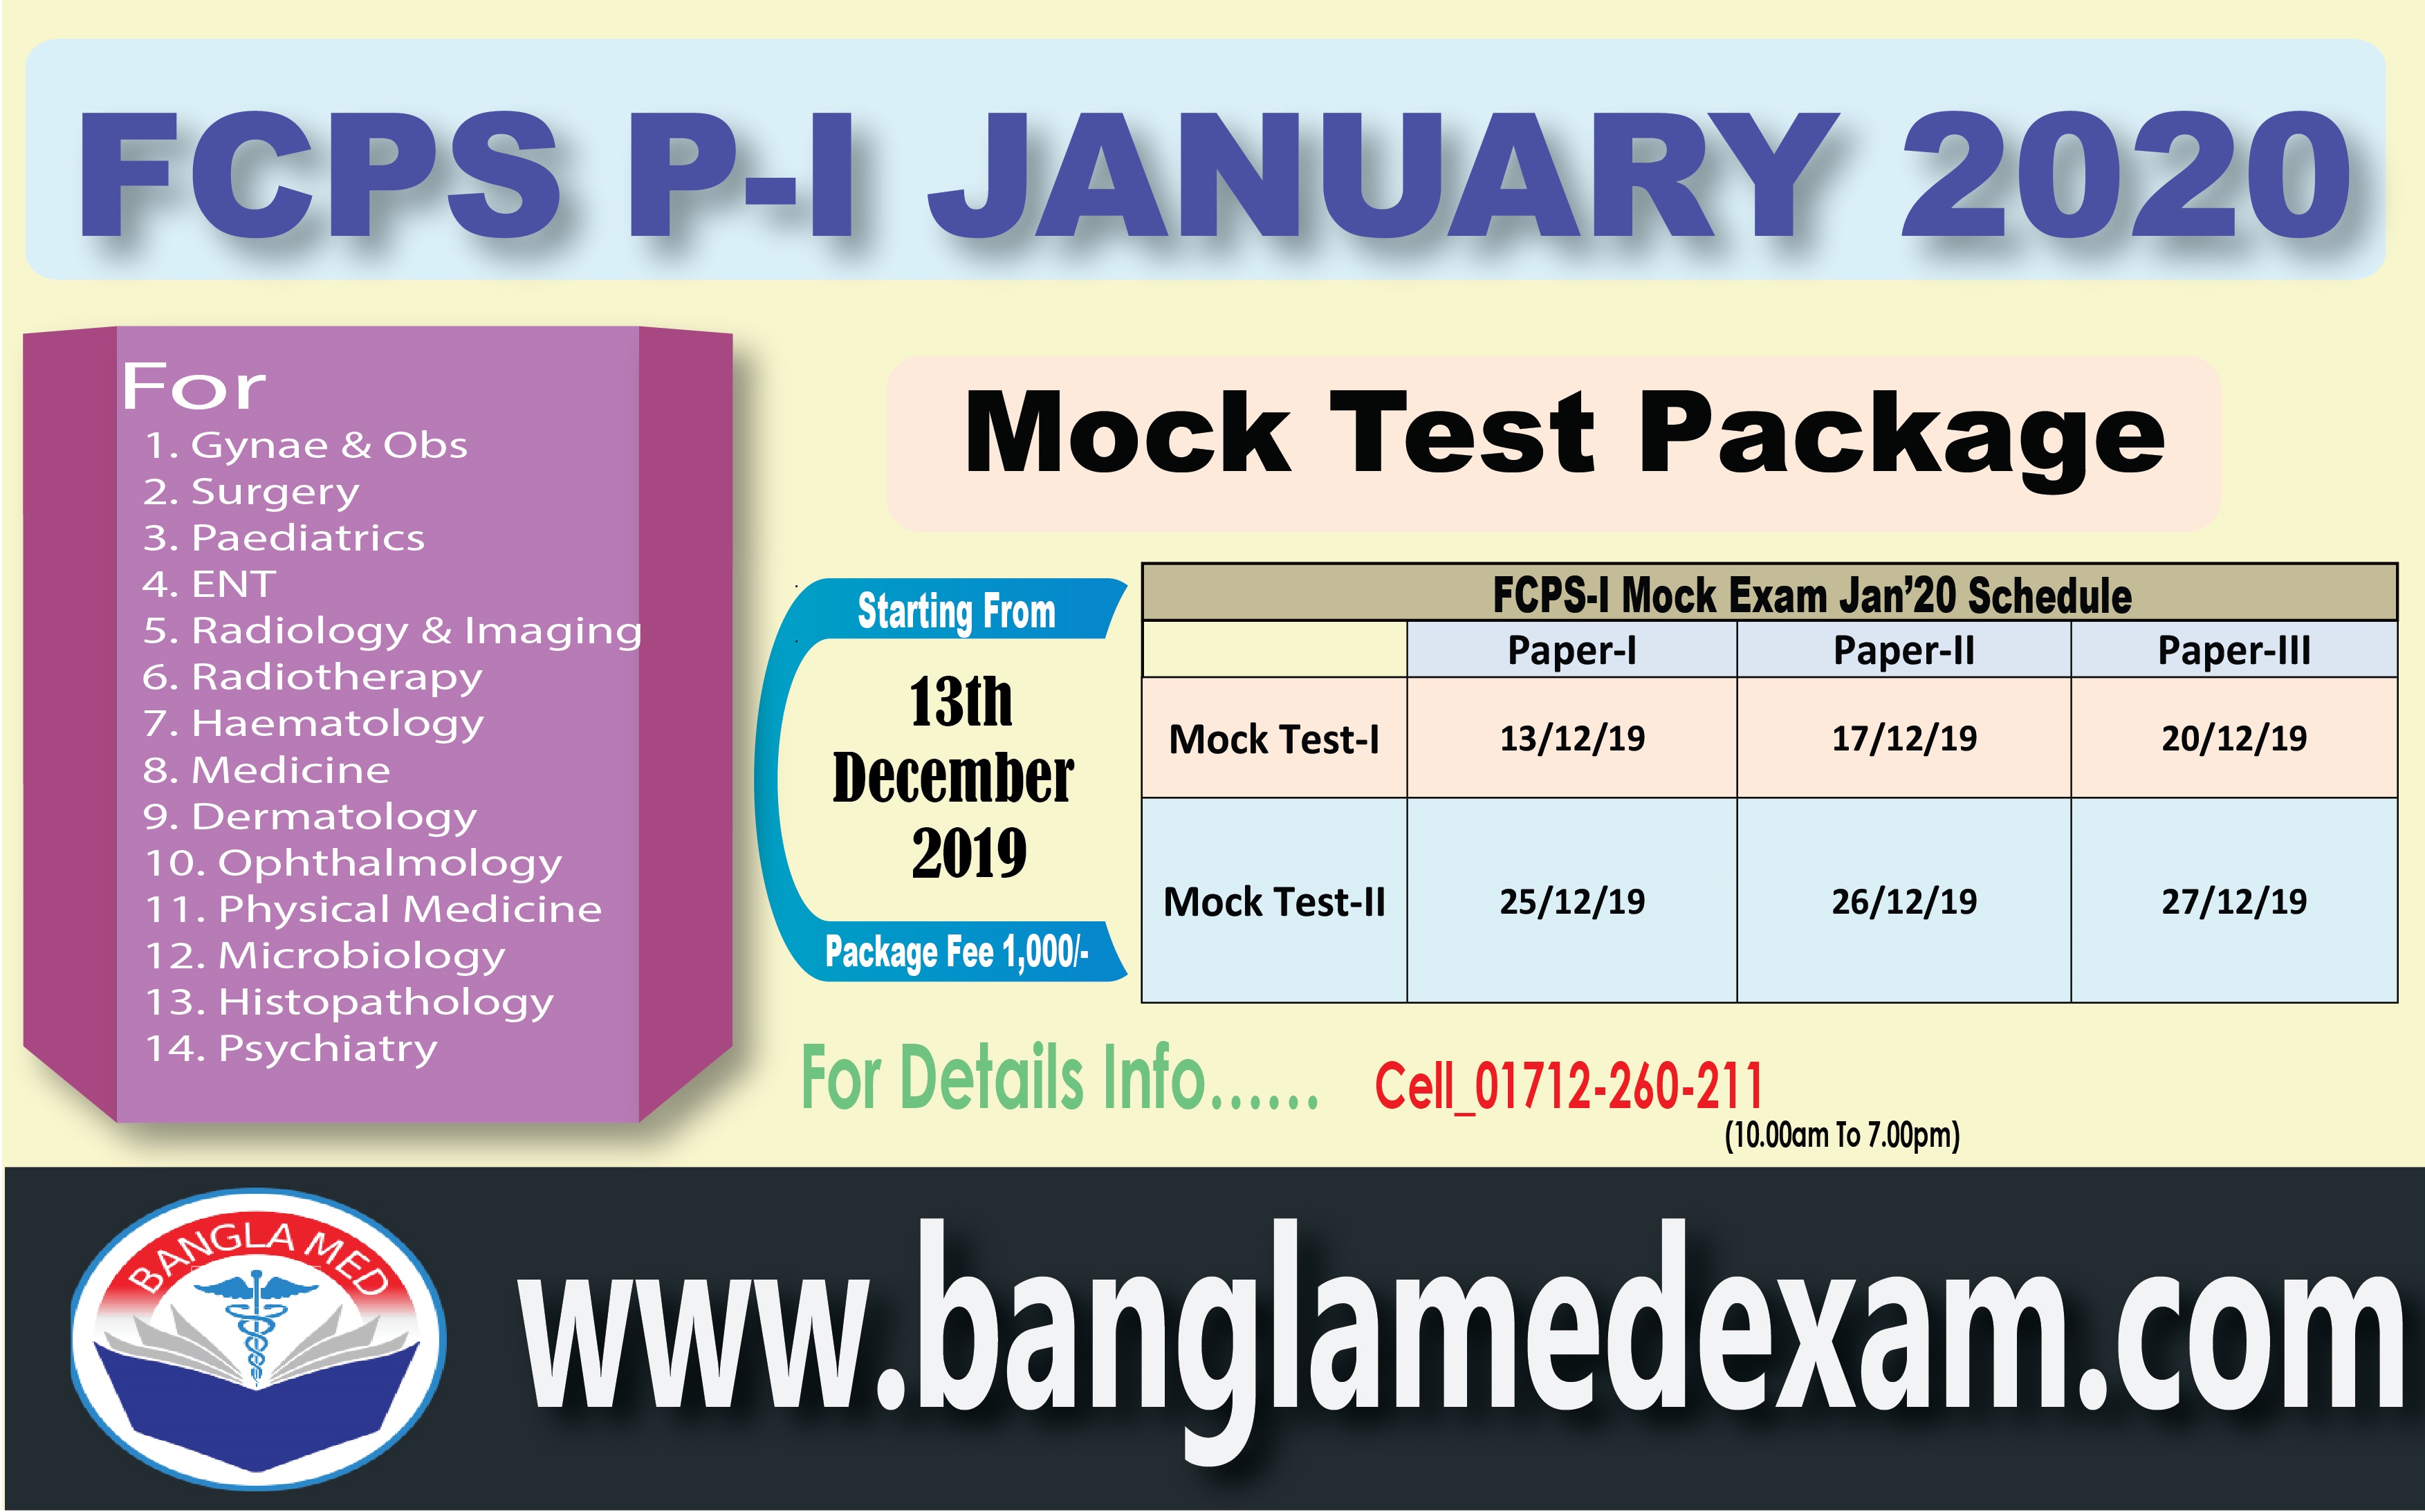 FCPS P-I JANUARY 2020
For
1. Gynae & Obs
2. Surgery
3. Paediatrics
4. ENT
5. Radiology & Imaging
6. Radiotherapy
7. Haematology
8. Medicine
9. Dermatology
10. Ophthalmology
11. Physical Medicine
12. Microbiology
13. Histopathology
14. Psychiatry
Mock Test Package
Starting From
13th
December
2019
Package Fee 1,000/-
FCPS-I Mock Exam Jan’20 Schedule
Paper-I Paper-II Paper-III
Mock Test-I 13/12/19 17/12/19 20/12/19
Mock Test-II 25/12/19 26/12/19 27/12/19
For Details Info...... Cell_01712-260-211
(10.00am To 7.00pm)
BANGLA MED
www.banglamedexam.com